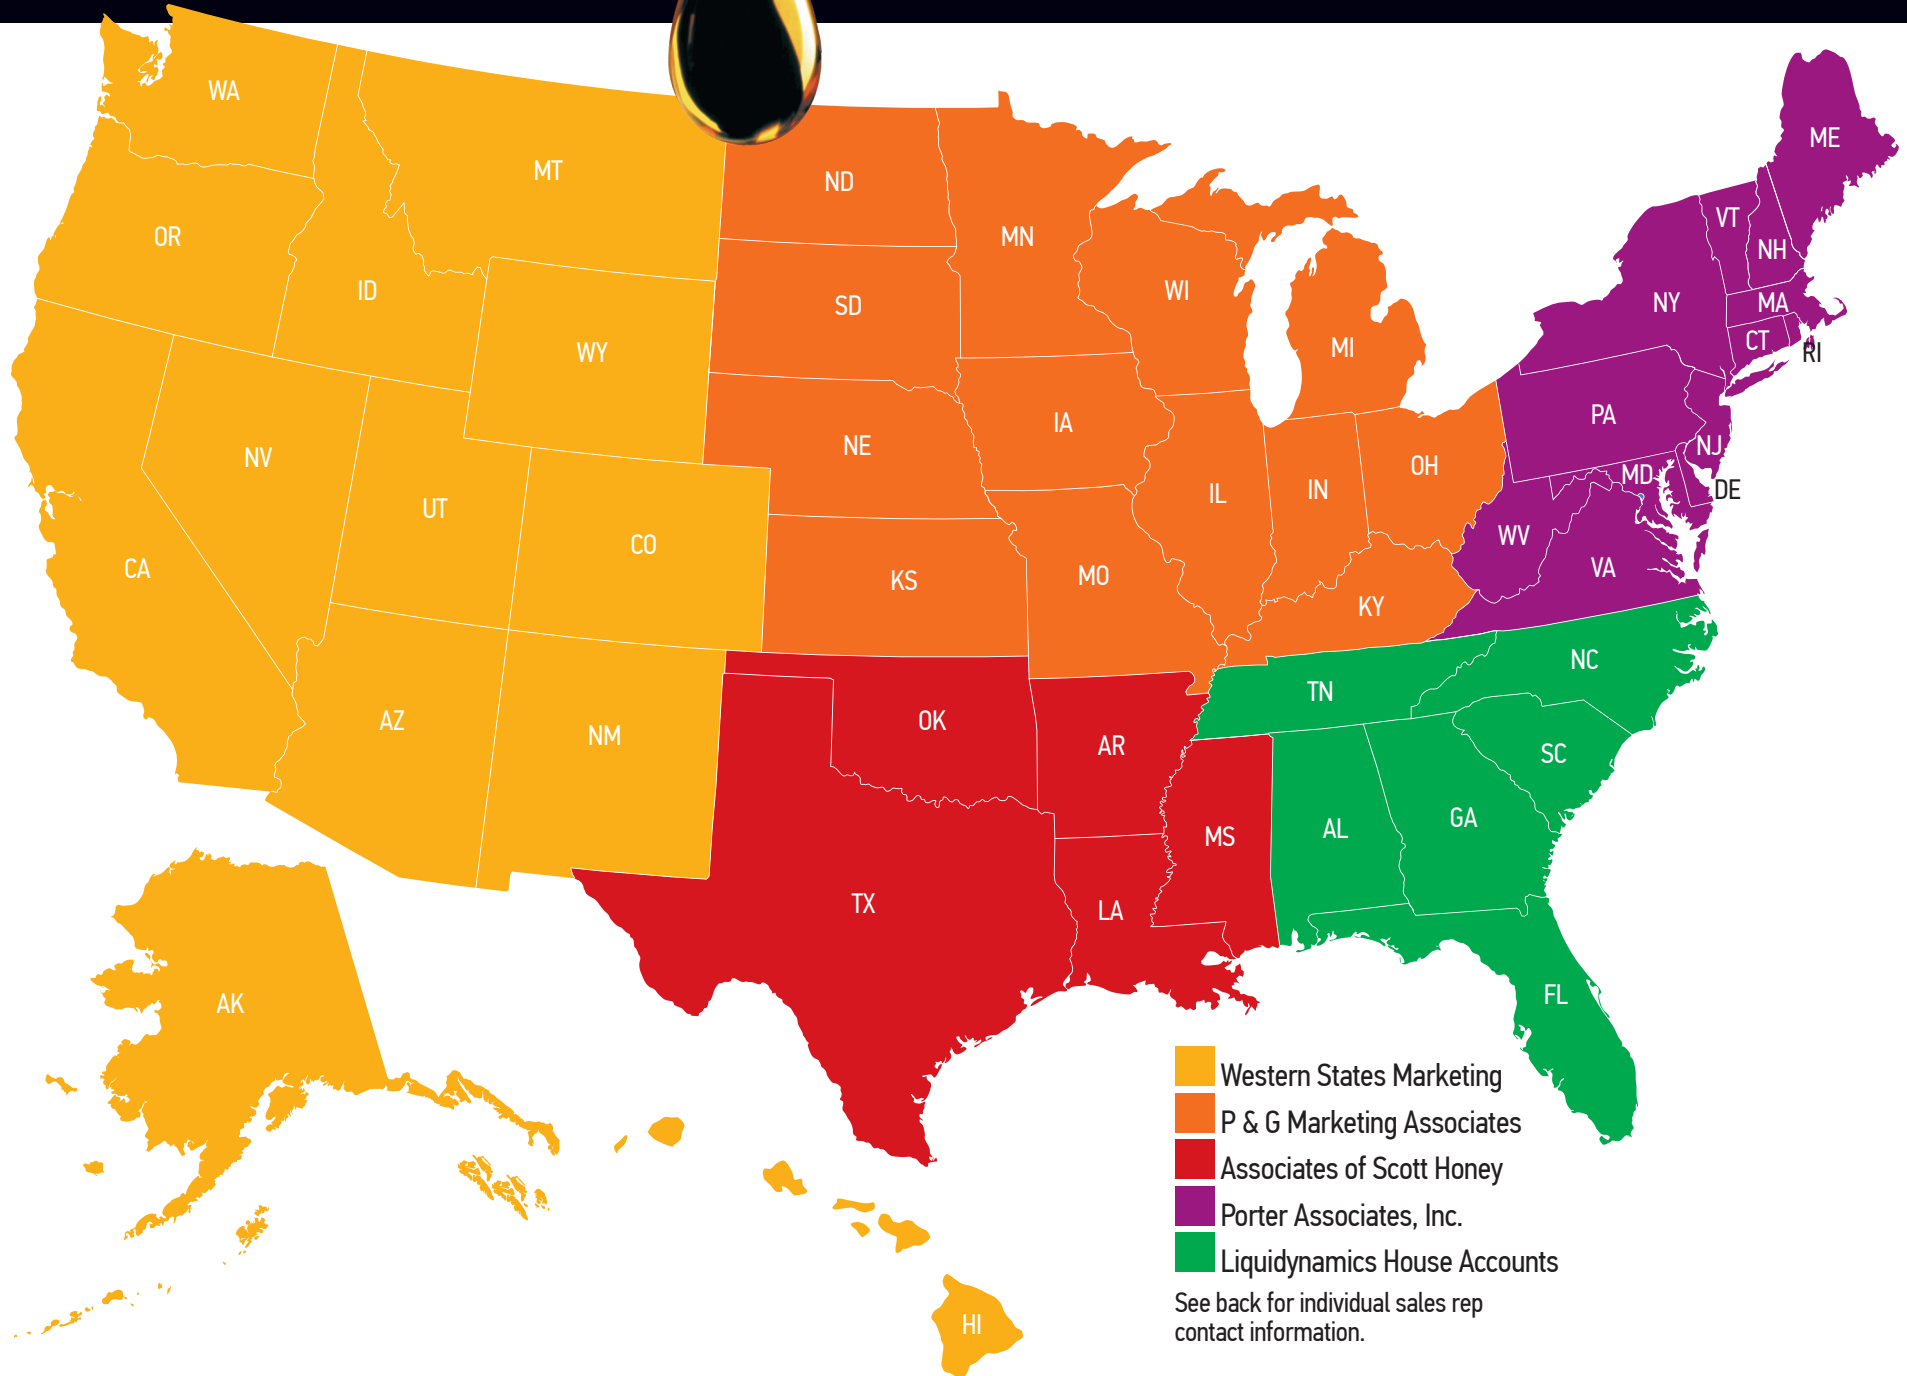 WA
MT
ND
ME
OR
ID
MN
VT
NH
SD
WI
NY
MA
WY
MI
CT
RI
IA
PA
NE
NV
OH
NJ
IN
IL
MD
DE
UT
CO
WV
CA
KS
MO
VA
KY
NC
TN
AZ
NM
OK
AR
SC
MS
AL
GA
TX
LA
FL
AK
HI
Western States Marketing
P & G Marketing Associates
Associates of Scott Honey
Porter Associates, Inc.
Liquidynamics House Accounts
See back for individual sales rep
contact information.